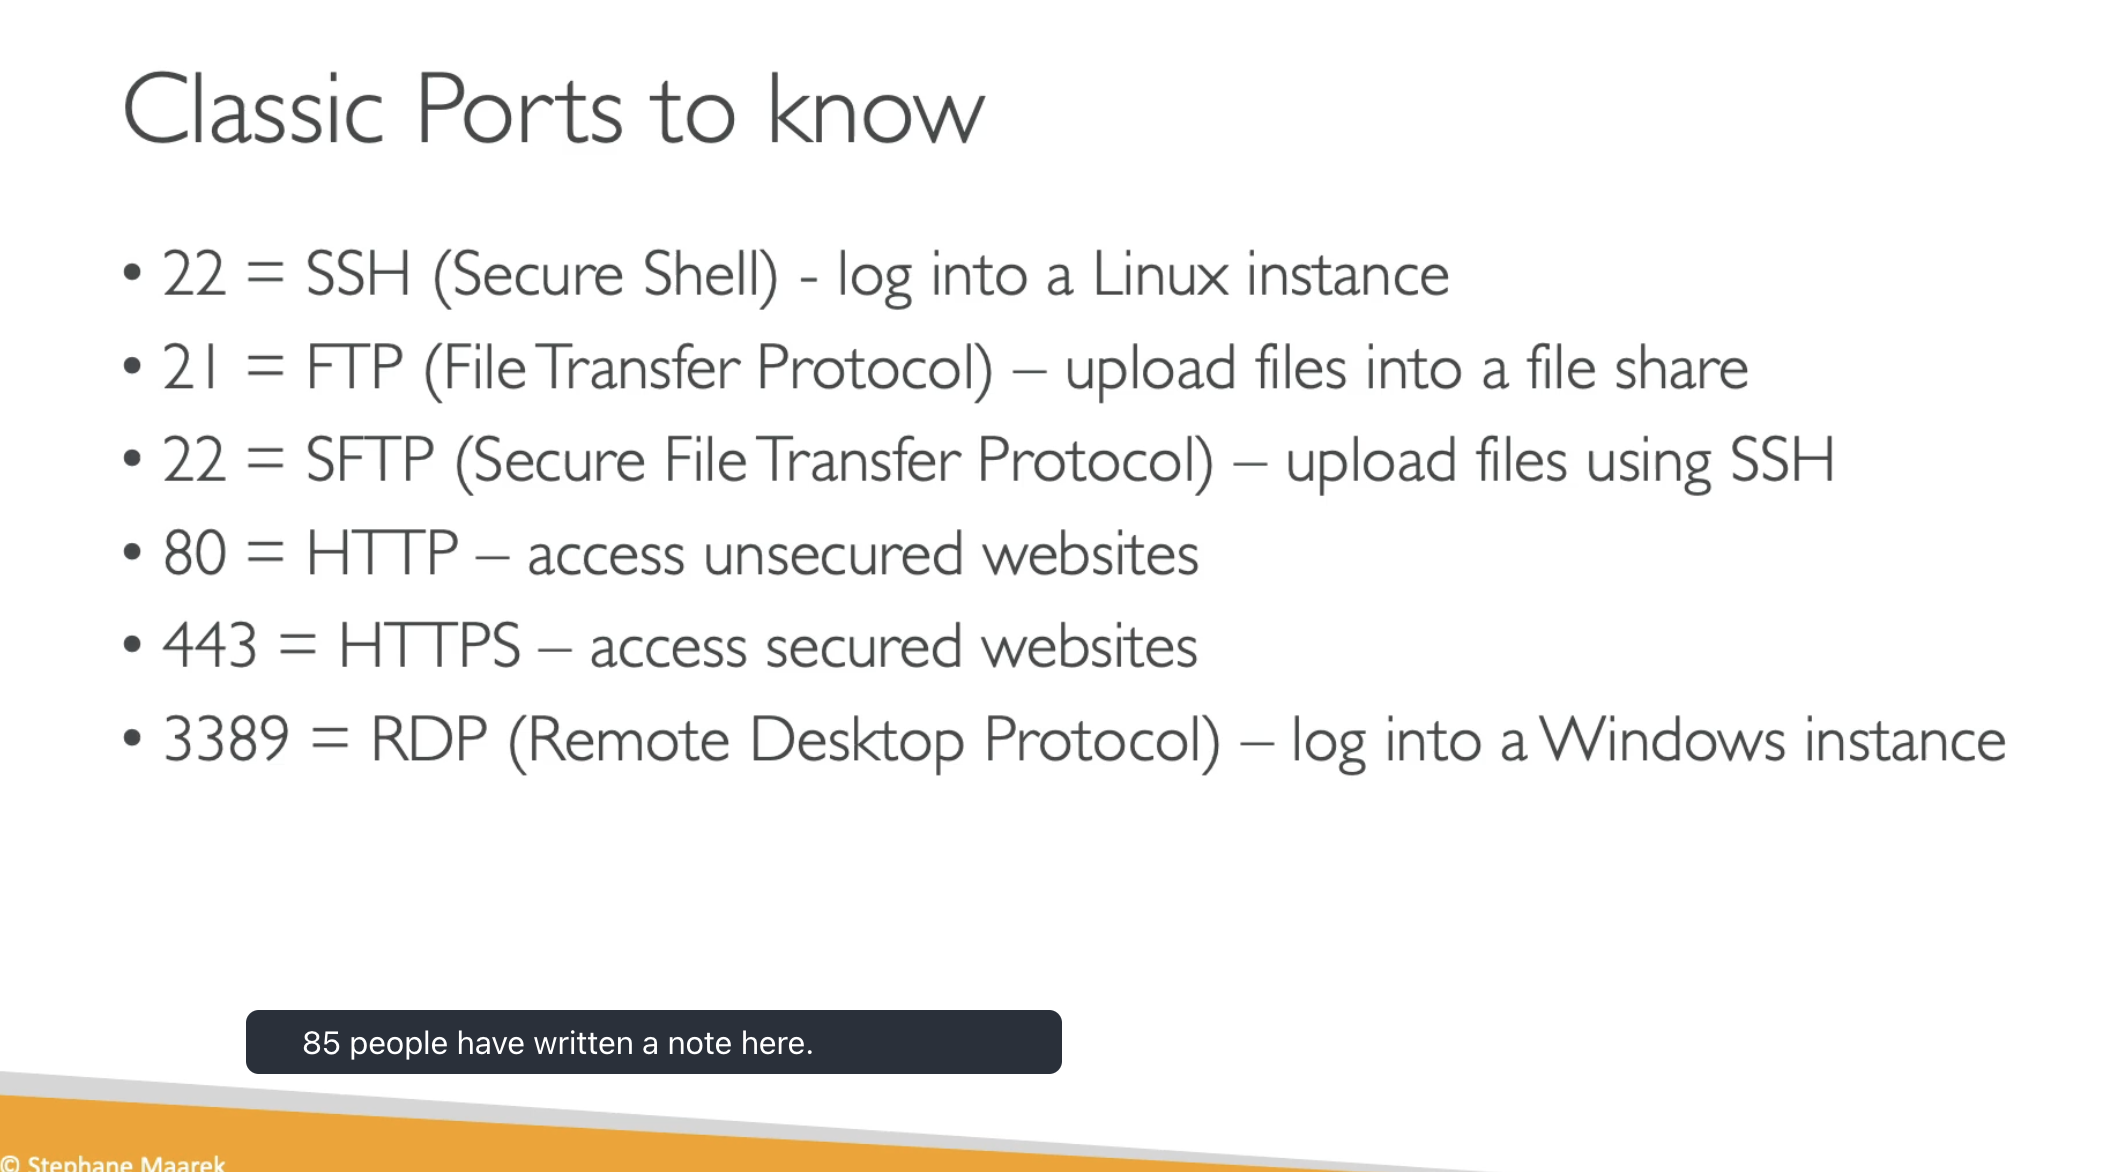 Classic Ports to know
• 22 = SSH (Secure Shell) - log into a Linux instance
• 21 = FTP (File Transfer Protocol) – upload files into a file share
• 22 = SFTP (Secure File Transfer Protocol) – upload files using SSH
• 80 = HTTP – access unsecured websites
• 443 = HTTPS – access secured websites
• 3389 = RDP (Remote Desktop Protocol) – log into a Windows instance
85 people have written a note here.
© Stephane Maarek